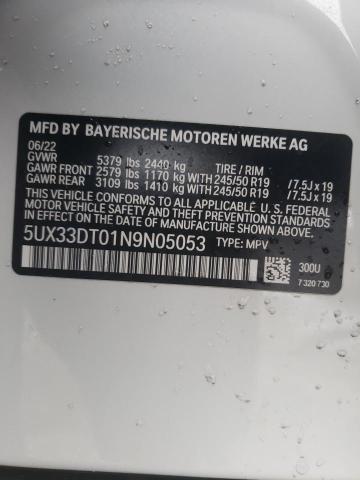 MFD BY BAYERISCHE MOTOREN WERKE AG
06/22
GVWR 5379 lbs 2440 kg TIRE / RIM
GAWR FRONT 2579 lbs 1170 kg WITH 245/50 R19 /7.5J x 19
GAWR REAR 3109 lbs 1410 kg WITH 245/50 R19 /7.5J x 19
THIS VEHICLE CONFORMS TO ALL APPLICABLE U.S. FEDERAL
MOTOR VEHICLE SAFETY, BUMPER, AND THEFT PREVENTION
STANDARDS IN EFFECT ON THE DATE OF MANUFACTURE
SHOWN ABOVE.
5UX33DT01N9N05053 TYPE: MPV
300U
7 320 730